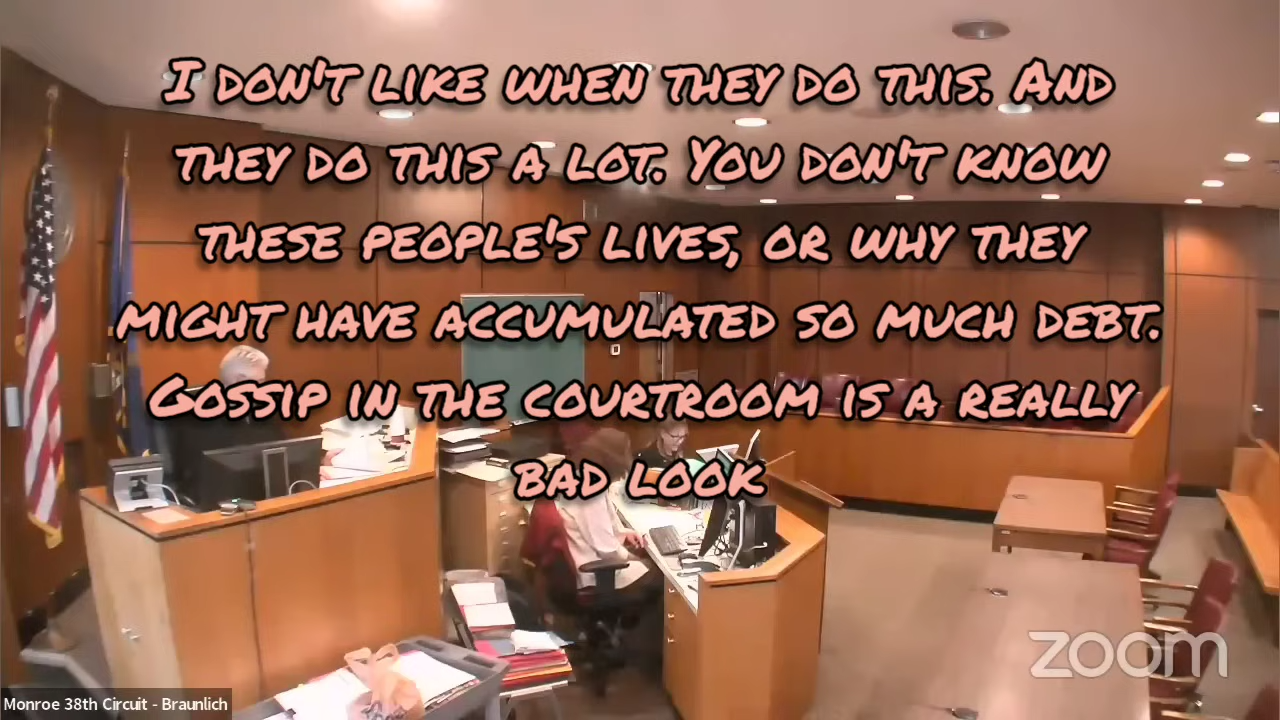 I don't like when they do this. And
they do this a lot. You don't know
these people's lives, or why they
might have accumulated so much debt.
Gossip in the courtroom is a really
bad look
zoom
Monroe 38th Circuit - Braunlich